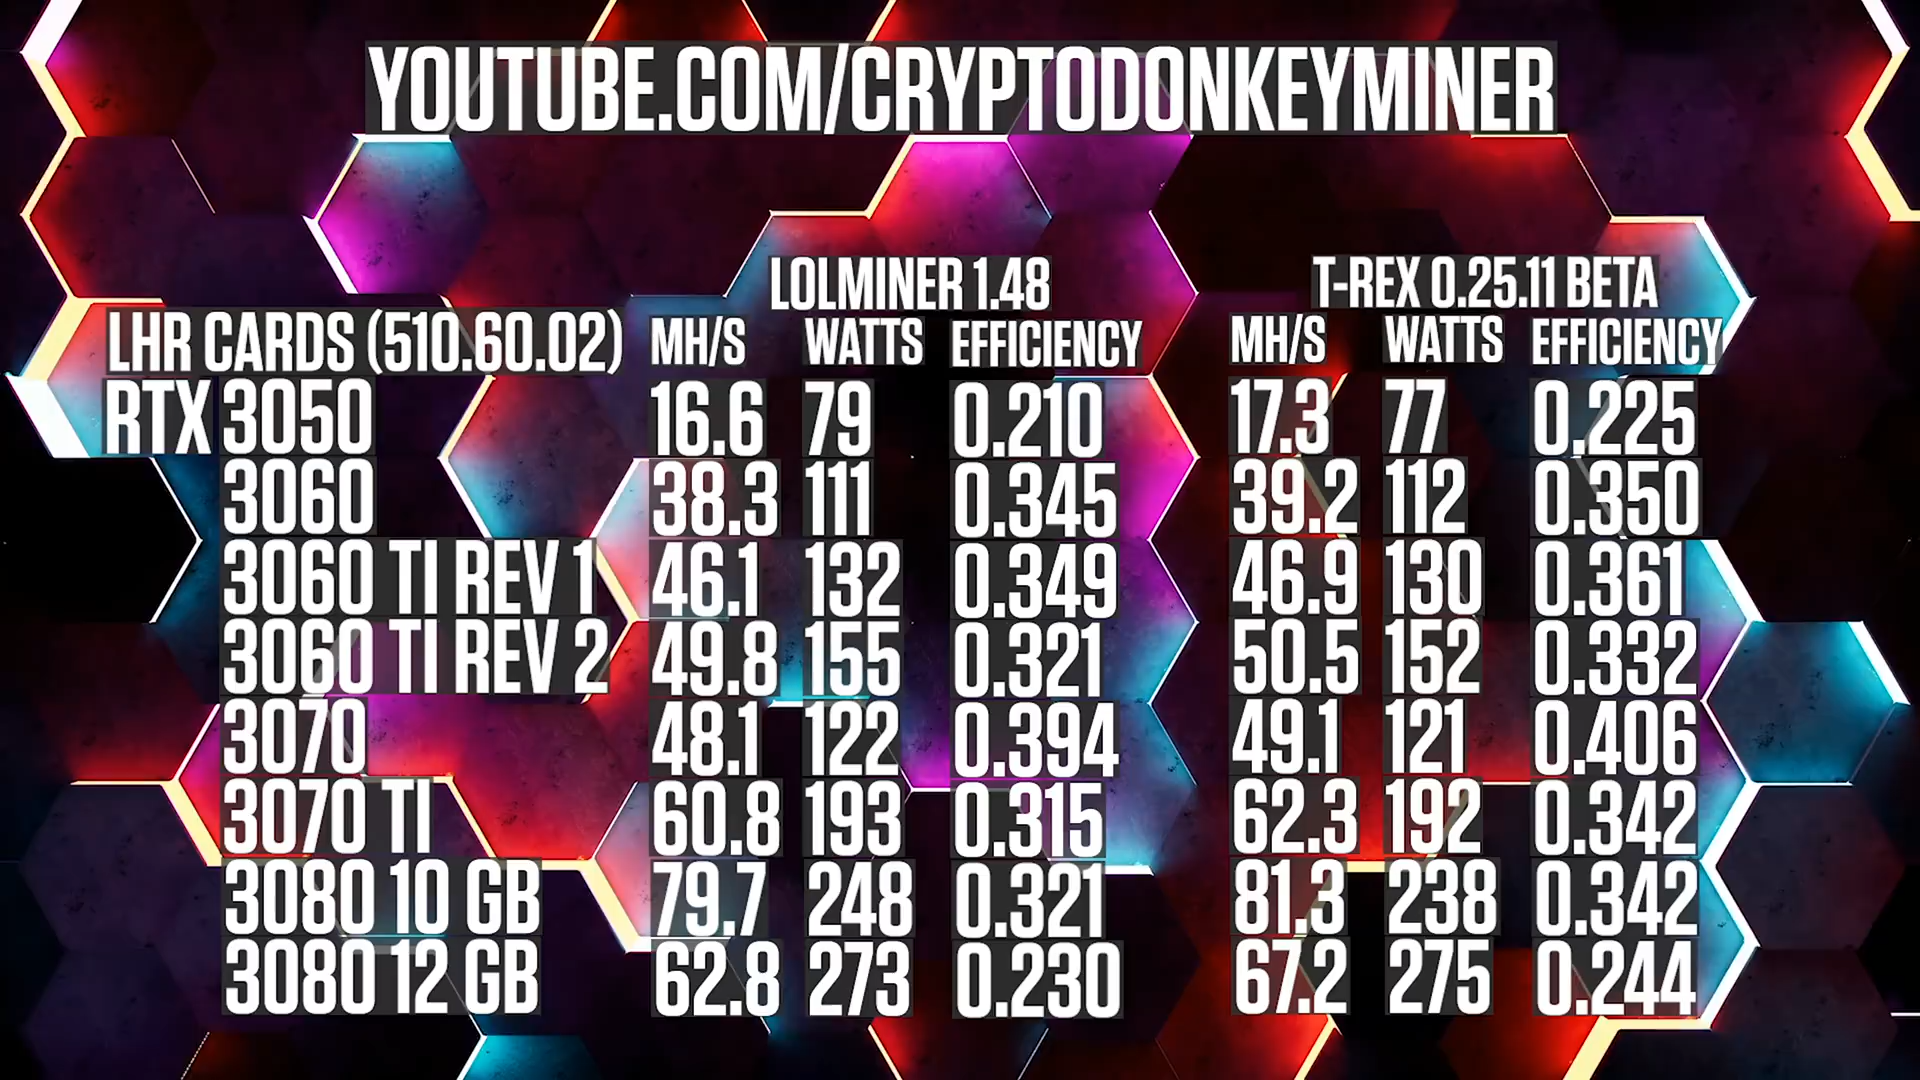 YOUTUBE.COM/CRYPTODONKEYMINER
LOLMINER 1.48 T-REX 0.25.11 BETA
LHR CARDS (510.60.02) MH/S WATTS EFFICIENCY MH/S WATTS EFFICIENCY
RTX 3050 16.6 79 0.210 17.3 77 0.225
3060 38.3 111 0.345 39.2 112 0.350
3060 TI REV 1 46.1 132 0.349 46.9 130 0.361
3060 TI REV 2 49.8 155 0.321 50.5 152 0.332
3070 48.1 122 0.394 49.1 121 0.406
3070 TI 60.8 193 0.315 62.3 192 0.342
3080 10 GB 79.7 248 0.321 81.3 238 0.342
3080 12 GB 62.8 273 0.230 67.2 275 0.244